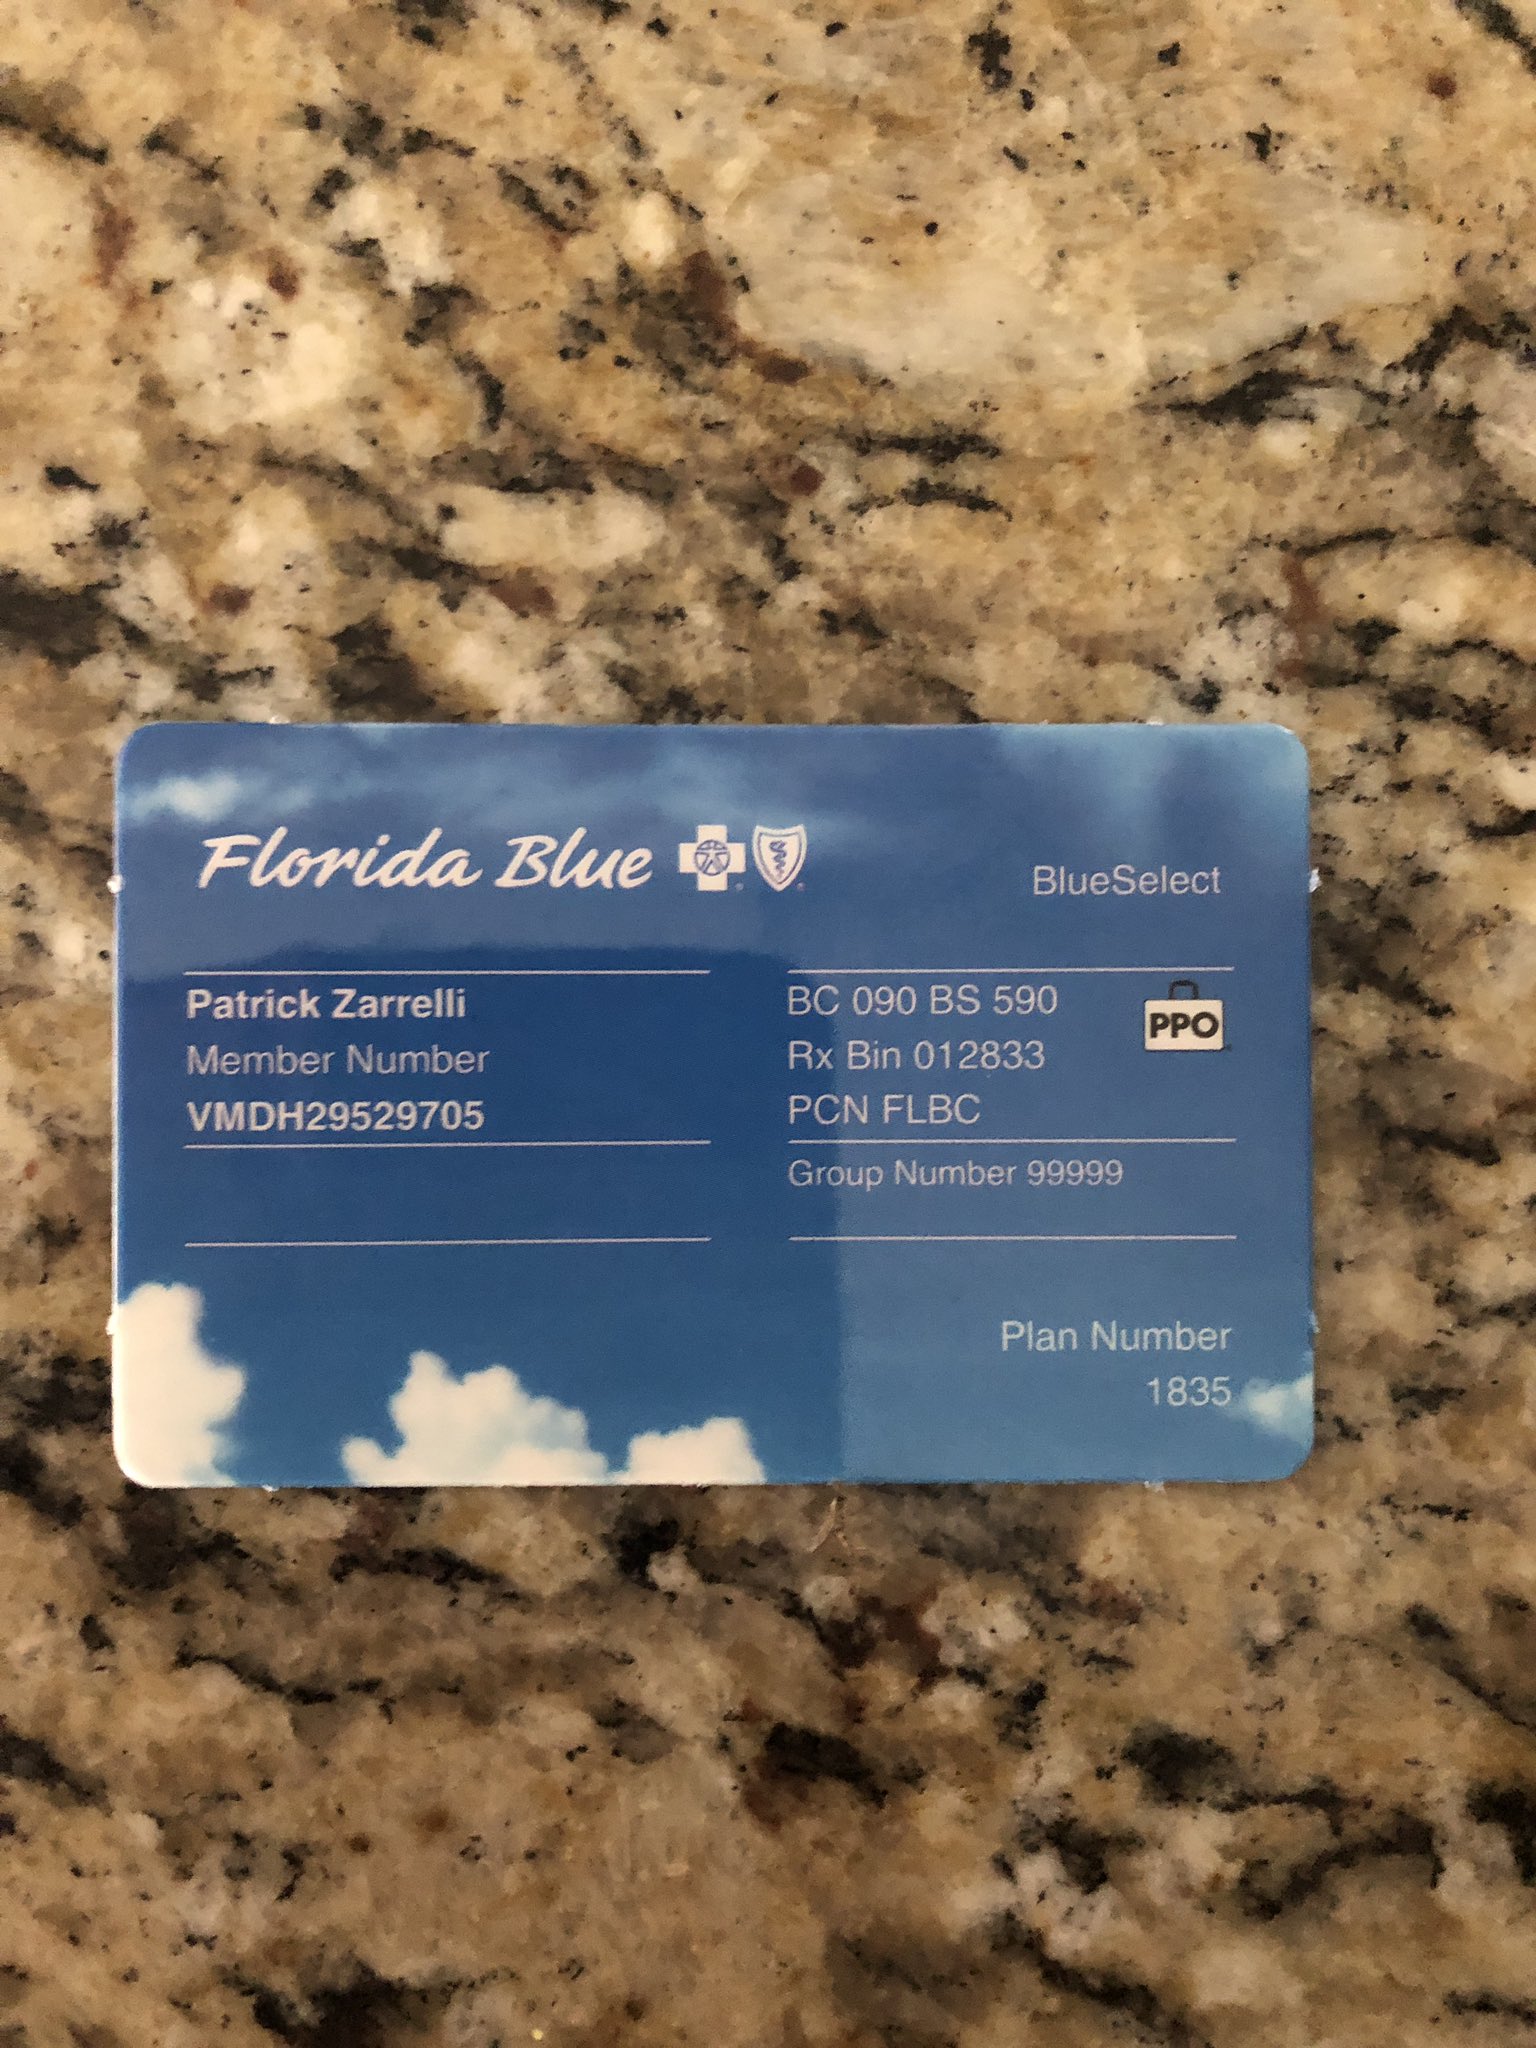 Florida Blue
BlueSelect
Patrick Zarrelli
Member Number
VMDH29529705
BC 090 BS 590
Rx Bin 012833
PCN FLBC
PPO
Group Number 99999
Plan Number
1835